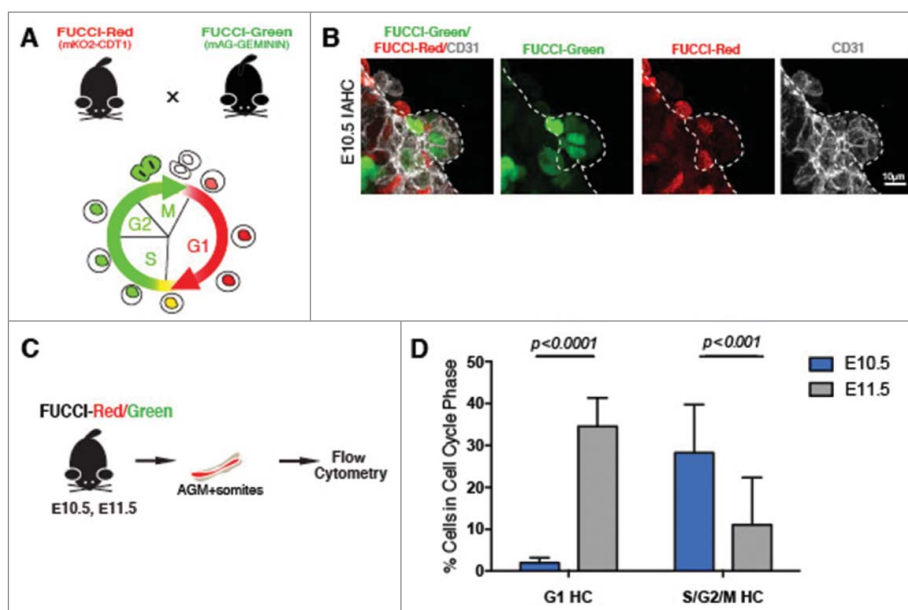 A
FUCCI-Red
(mKO2-CDT1)
FUCCI-Green
(mAG-GEMININ)
x
M
G2
G1
S
B
FUCCI-Green/
FUCCI-Red/CD31
FUCCI-Green
FUCCI-Red
CD31
E10.5 IAHC
10µm
C
FUCCI-Red/Green
E10.5, E11.5
AGM+somites
Flow
Cytometry
D
% Cells in Cell Cycle Phase
50
40
30
20
10
0
p<0.0001
p<0.001
E10.5
E11.5
G1 HC
S/G2/M HC